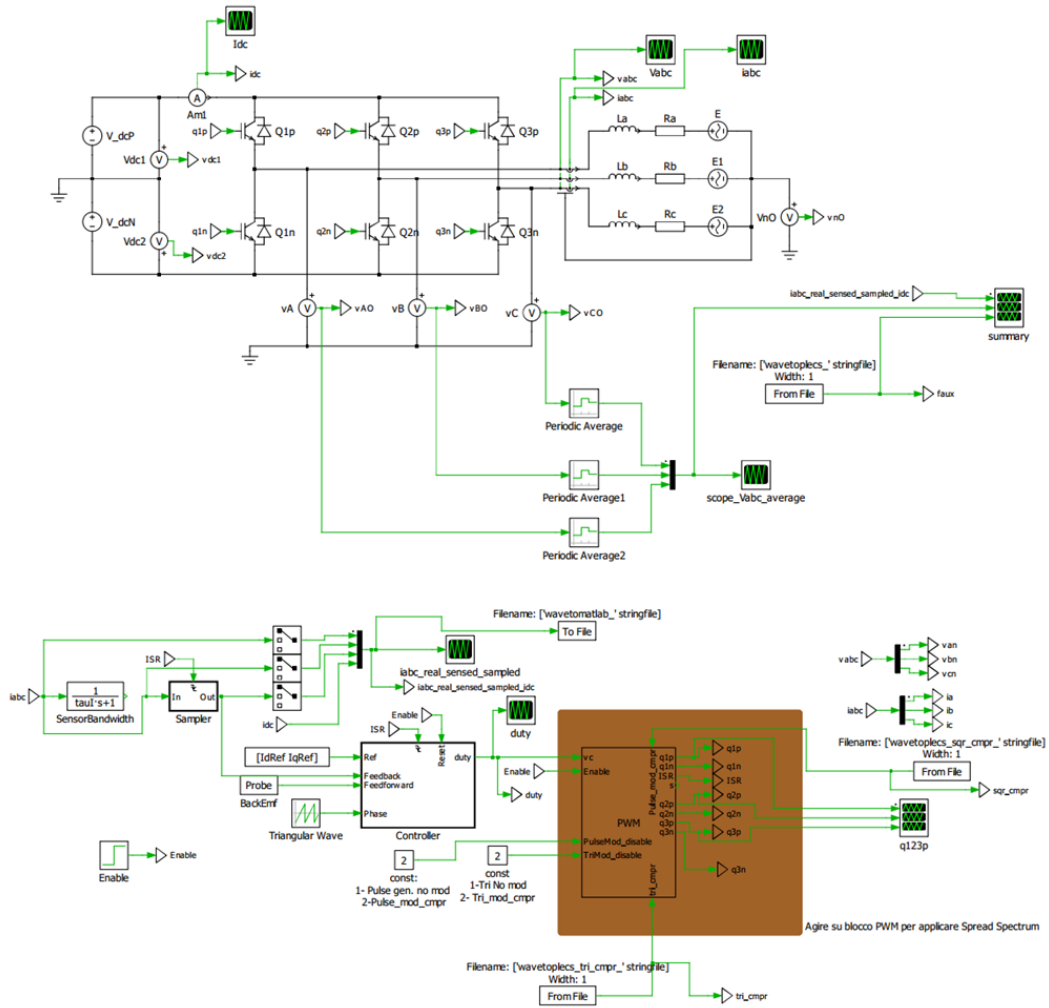 Idc
idc
A
Am1
Vabc
iabc
vabc
iabc
V_dcP
Vdc1
V
vdc1
q1p
Q1p
q2p
Q2p
q3p
Q3p
La
Ra
E
Lb
Rb
E1
Lc
Rc
E2
VnO
V
vnO
V_dcN
Vdc2
V
vdc2
q1n
Q1n
q2n
Q2n
q3n
Q3n
vA
V
vAO
vB
V
vBO
vC
V
vCO
iabc_real_sensed_sampled_idc
summary
Filename: ['wavetoplecs_' stringfile]
Width: 1
From File
faux
Periodic Average
Periodic Average1
scope_Vabc_average
Periodic Average2
Filename: ['wavetomatlab_' stringfile]
To File
ISR
iabc_real_sensed_sampled
iabc
1
tauI's+1
SensorBandwidth
In
Out
Sampler
iabc_real_sensed_sampled_idc
idc
Enable
ISR
duty
vabc
van
vbn
vcn
iabc
ia
ib
ic
Filename: ['wavetoplecs_sqr_cmpr_' stringfile]
Width: 1
From File
sqr_cmpr
[IdRef IqRef]
Probe
BackEmf
Triangular Wave
Ref
Feedback
Feedforward
Phase
Reset
duty
Controller
Enable
duty
vc
Enable
Pulse_mod_cmpr
q1p
q1n
ISR
s
q2p
q2n
q3p
q3n
PWM
PulseMod_disable
TriMod_disable
tri_cmpr
q1p
q1n
ISR
q2p
q2n
q3p
q3n
q123p
Enable
Enable
2
const:
1- Pulse gen. no mod
2-Pulse_mod_cmpr
2
const
1-Tri No mod
2- Tri_mod_cmpr
Agire su blocco PWM per applicare Spread Spectrum
Filename: ['wavetoplecs_tri_cmpr_' stringfile]
Width: 1
From File
tri_cmpr